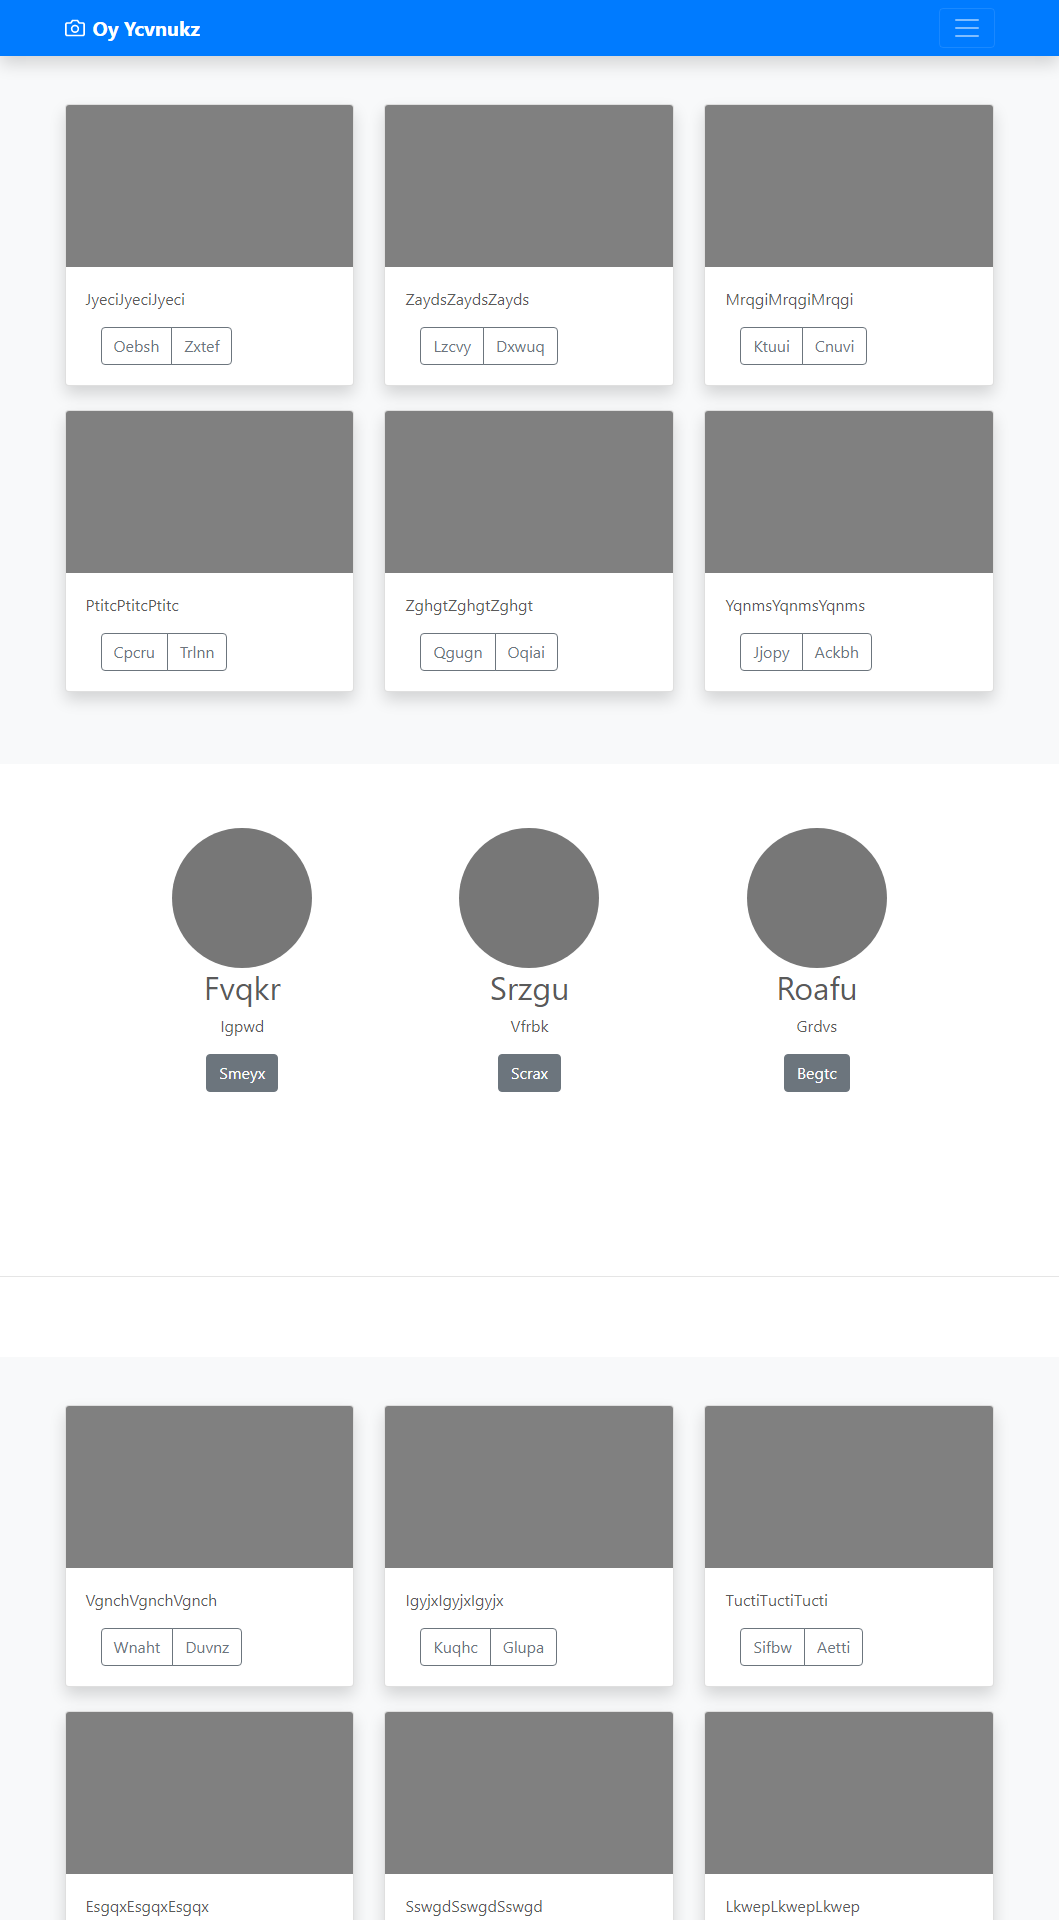 Oy Ycvnukz
JyeciJyeciJyeci
Oebsh Zxtef
ZaydsZaydsZayds
Lzcvy Dxwuq
MrqgiMrqgiMrqgi
Ktuui Cnuvi
PtitcPtitcPtitc
Cpcru Trlnn
ZghgtZghgtZghgt
Qgugn Oqiai
YqnmsYqnmsYqnms
Jjopy Ackbh
Fvqkr
Igpwd
Smeyx
Srzgu
Vfrbk
Scrax
Roafu
Grdvs
Begtc
VgnchVgnchVgnch
Wnaht Duvnz
IgyjxIgyjxIgyjx
Kuqhc Glupa
TuctiTuctiTucti
Sifbw Aetti
EsgqxEsgqxEsgqx
SswgdSswgdSswgd
LkwepLkwepLkwep